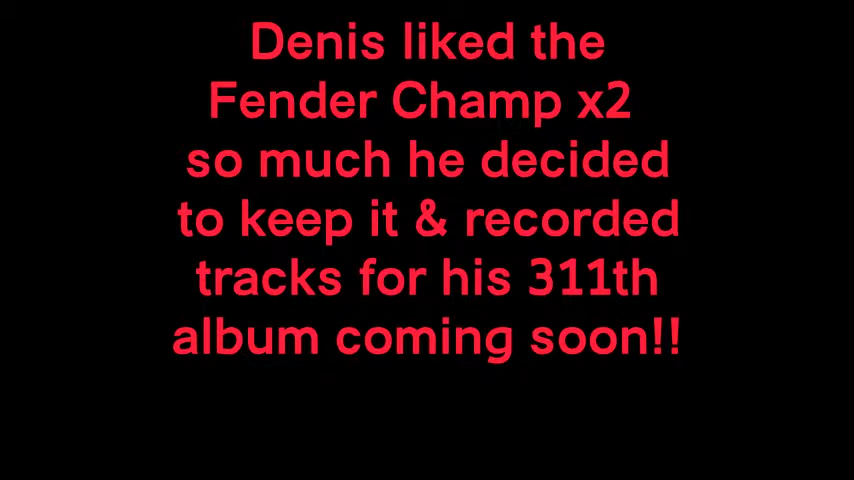 Denis liked the
Fender Champ x2
so much he decided
to keep it & recorded
tracks for his 311th
album coming soon!!